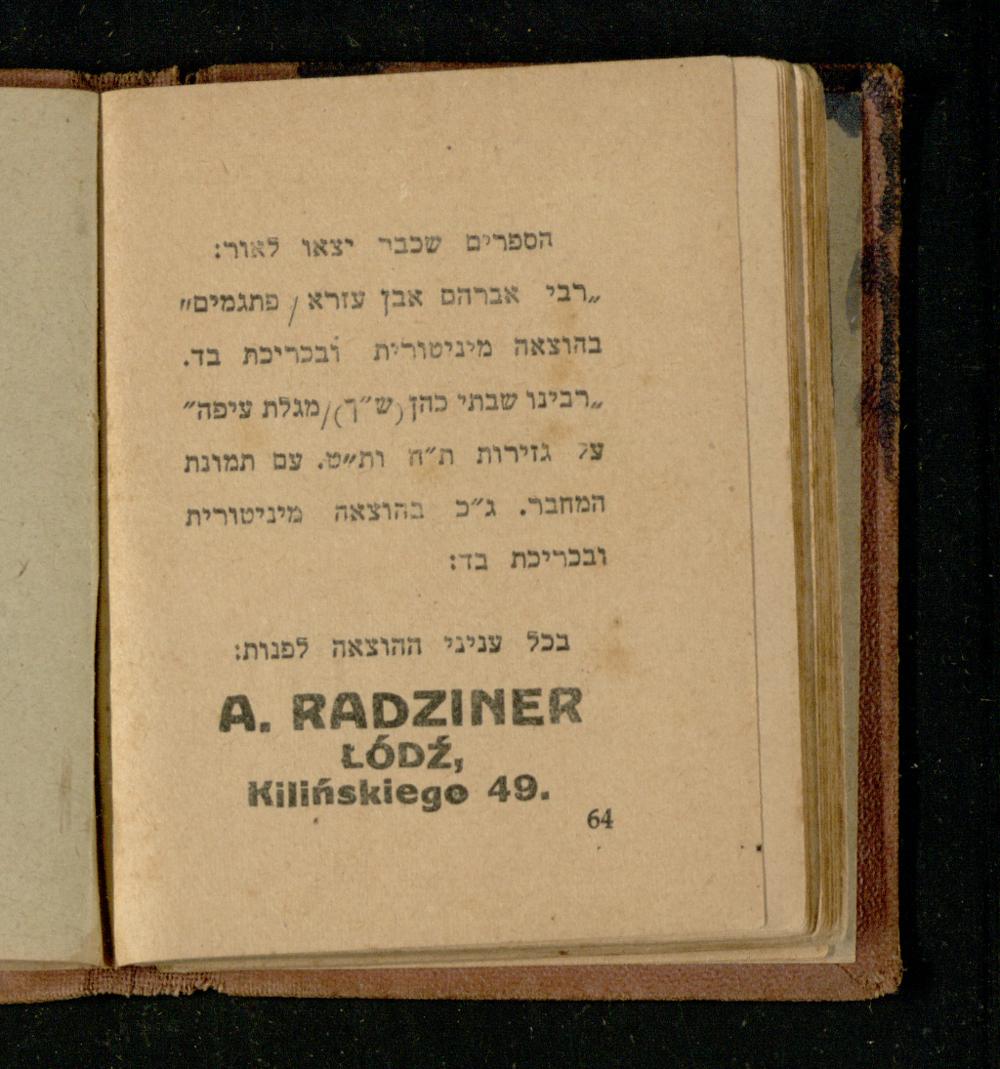 הספרים שכבר יצאו לאור:
„רבי אברהם אבן עזרא / פתגמים"
בהוצאה מיניטורית ובכריכת בד.
„רבינו שבתי כהן (ש״ך)/מגלת עיפה״
על גזירות ת״ח ות״ט. עם תמונת
המחבר. ג״כ בהוצאה מיניטורית
ובכריכת בד:
בכל עניני ההוצאה לפנות:
A. RADZINER
ŁÓDŹ,
Kilińskiego 49.
64